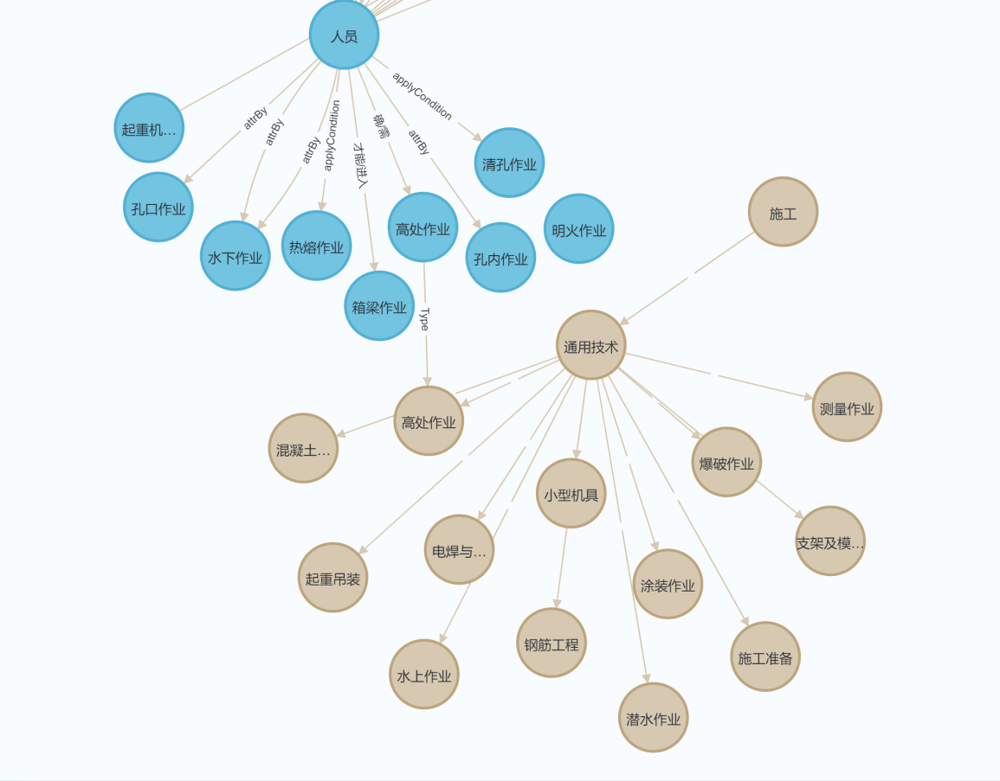 人员
applyCondition
起重机...
attrBy
attrBy
attrBy
applyCondition
才能/进入
确/需
attrBy
清孔作业
孔口作业
水下作业
热熔作业
高处作业
孔内作业
明火作业
施工
箱梁作业
Type
通用技术
高处作业
测量作业
混凝土...
爆破作业
小型机具
电焊与...
支架及模...
起重吊装
涂装作业
钢筋工程
施工准备
水上作业
潜水作业